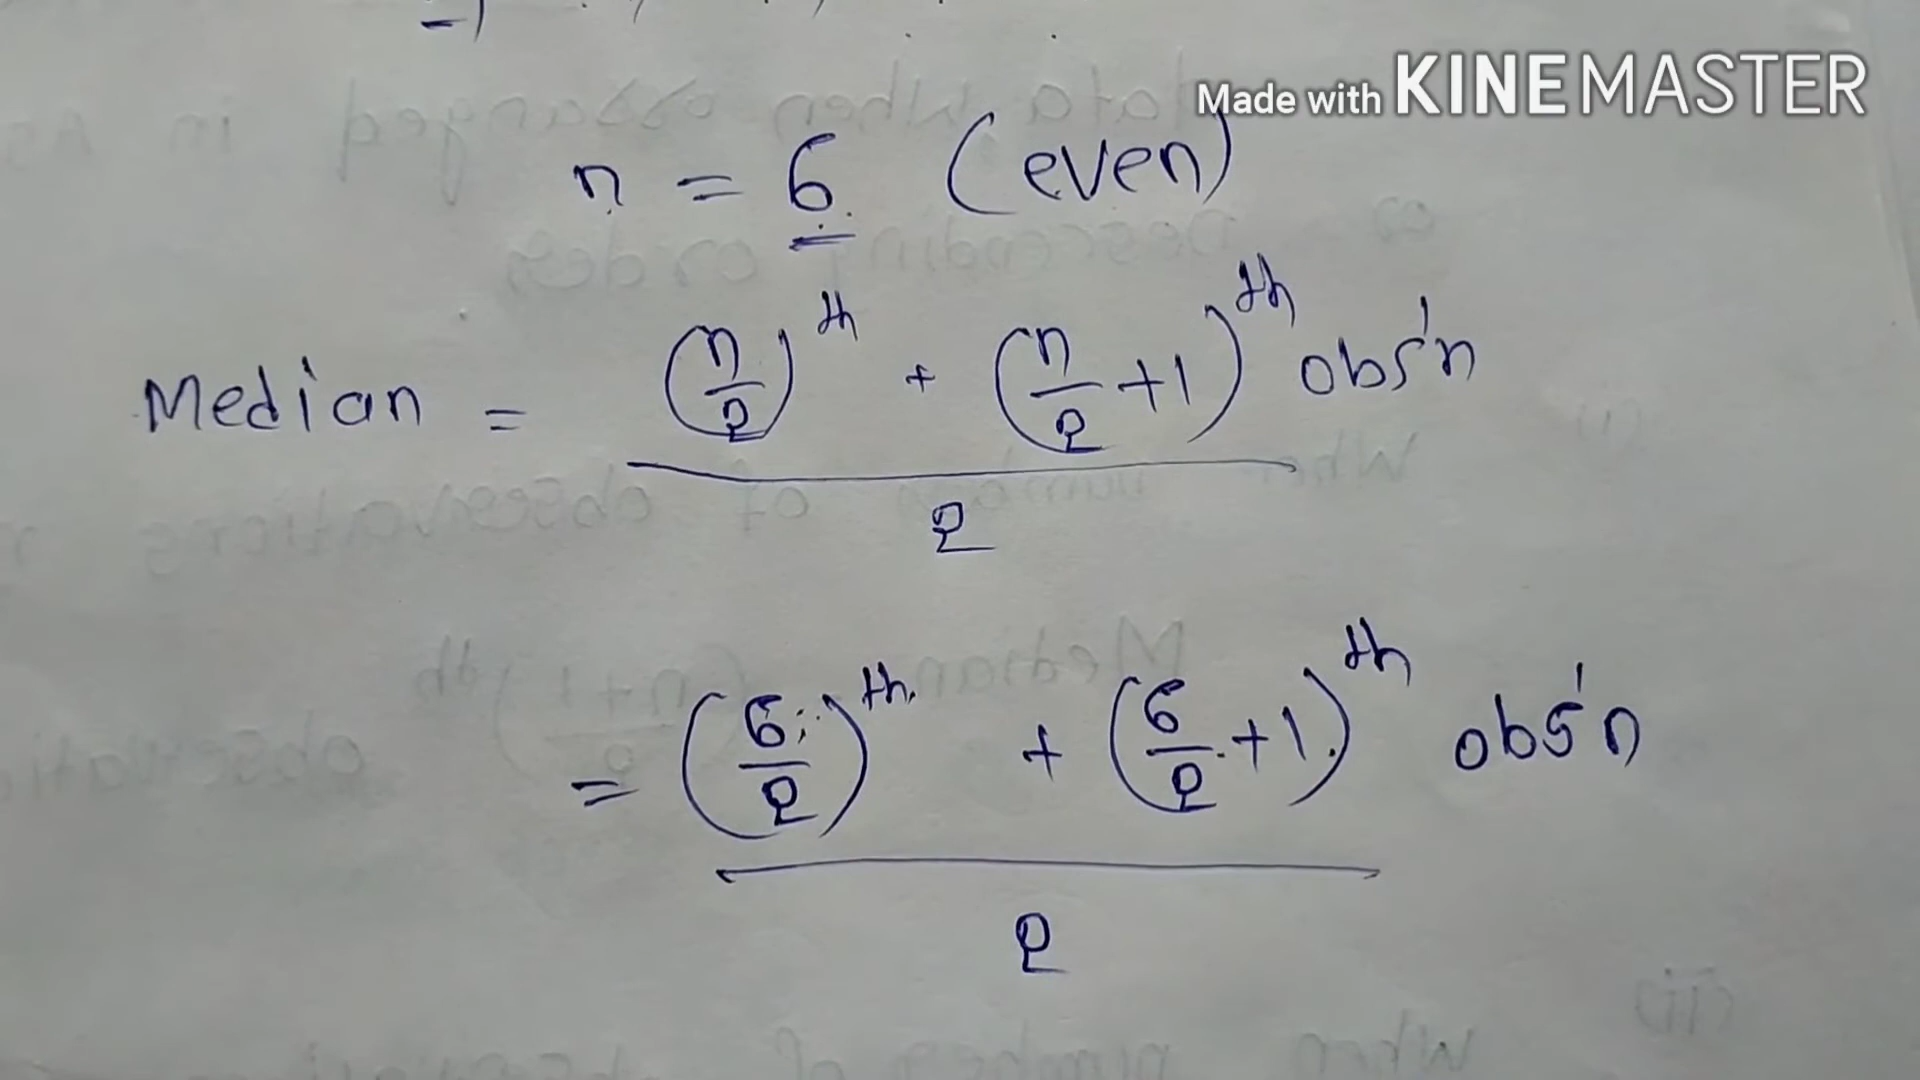 Made with KINEMASTER
n = 6 (even)
Median = (n/2)^th + (n/2 + 1)^th obs'n
2
= (6/2)^th + (6/2 + 1)^th obs'n
2